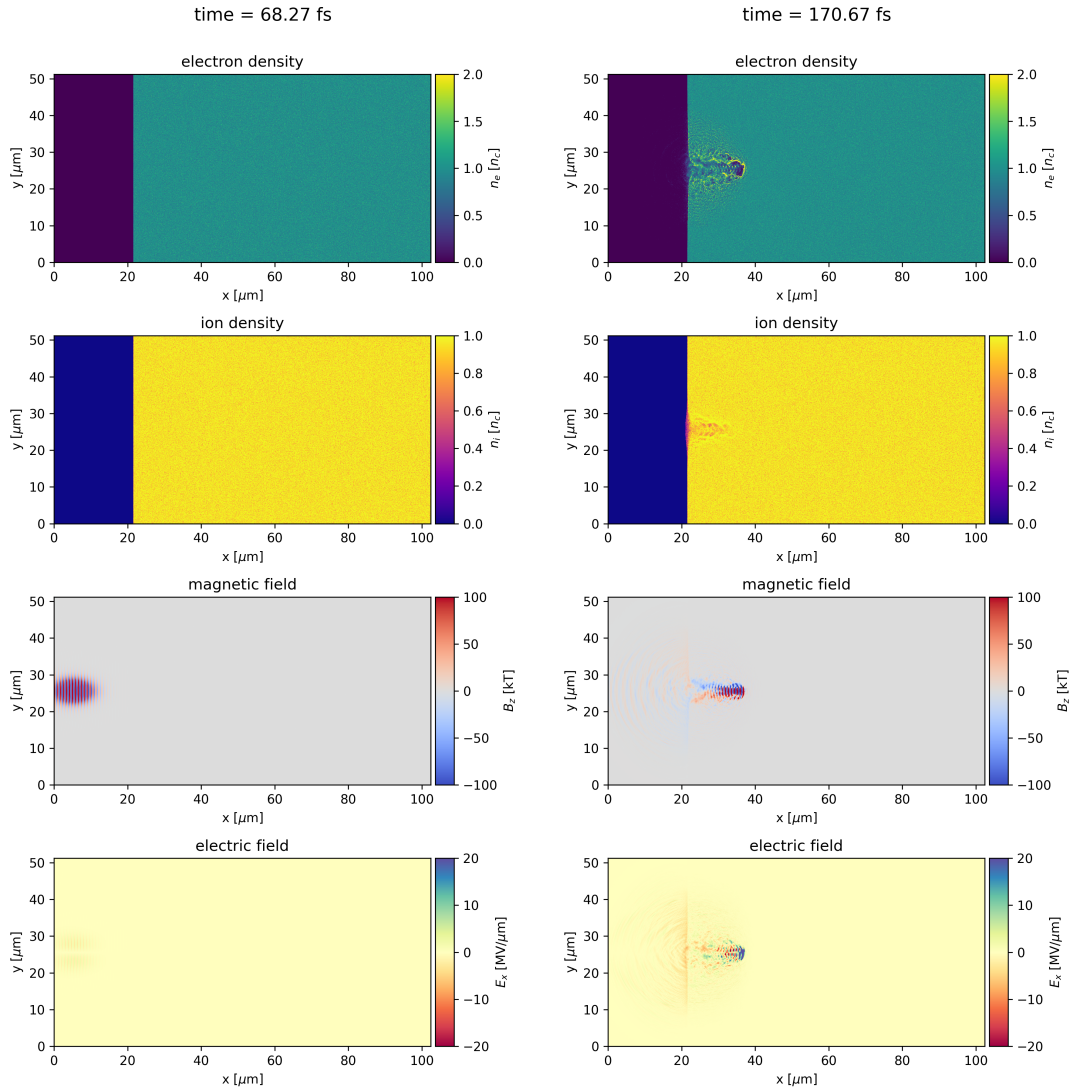 time = 68.27 fs
time = 170.67 fs
electron density
50
40
30
20
10
0
y [μm]
0 20 40 60 80 100
x [μm]
2.0
1.5
1.0
0.5
0.0
n_e [n_c]
electron density
50
40
30
20
10
0
y [μm]
0 20 40 60 80 100
x [μm]
2.0
1.5
1.0
0.5
0.0
n_e [n_c]
ion density
50
40
30
20
10
0
y [μm]
0 20 40 60 80 100
x [μm]
1.0
0.8
0.6
0.4
0.2
0.0
n_i [n_c]
ion density
50
40
30
20
10
0
y [μm]
0 20 40 60 80 100
x [μm]
1.0
0.8
0.6
0.4
0.2
0.0
n_i [n_c]
magnetic field
50
40
30
20
10
0
y [μm]
0 20 40 60 80 100
x [μm]
100
50
0
−50
−100
B_z [kT]
magnetic field
50
40
30
20
10
0
y [μm]
0 20 40 60 80 100
x [μm]
100
50
0
−50
−100
B_z [kT]
electric field
50
40
30
20
10
0
y [μm]
0 20 40 60 80 100
x [μm]
20
10
0
−10
−20
E_x [MV/μm]
electric field
50
40
30
20
10
0
y [μm]
0 20 40 60 80 100
x [μm]
20
10
0
−10
−20
E_x [MV/μm]